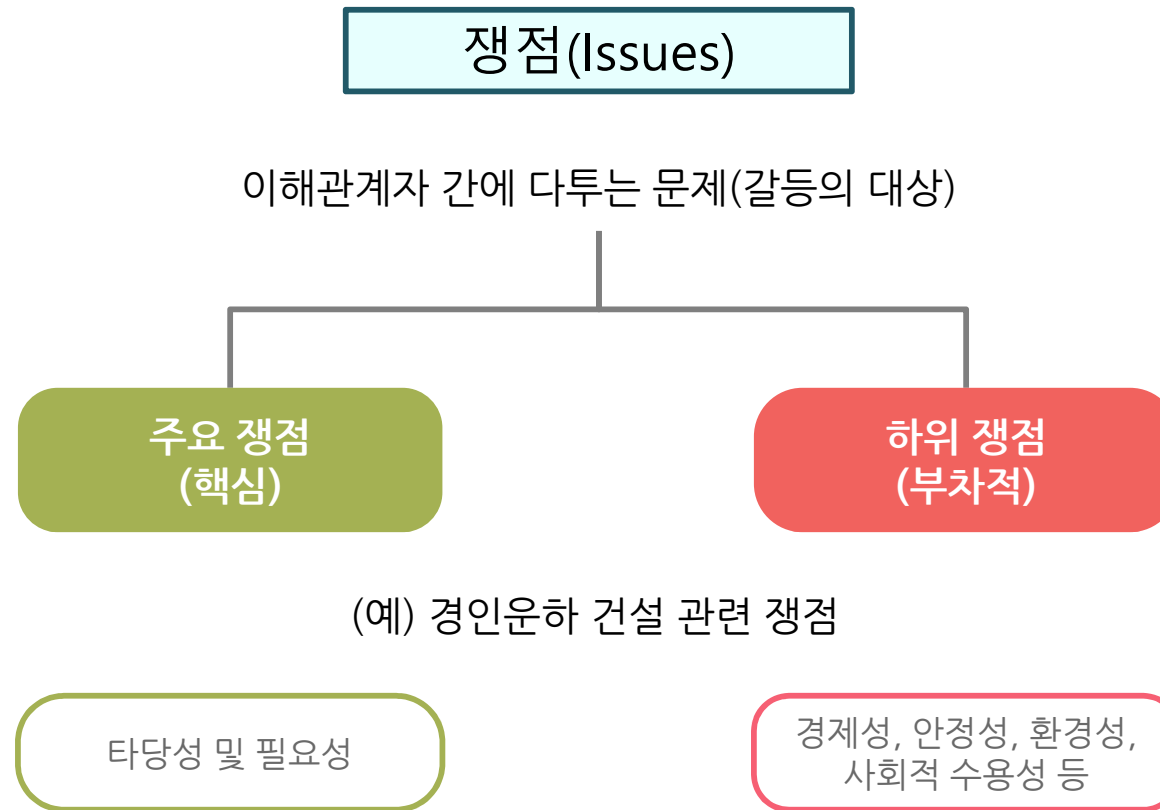 쟁점(Issues)
이해관계자 간에 다투는 문제(갈등의 대상)
주요 쟁점
(핵심)
하위 쟁점
(부차적)
(예) 경인운하 건설 관련 쟁점
타당성 및 필요성
경제성, 안정성, 환경성,
사회적 수용성 등